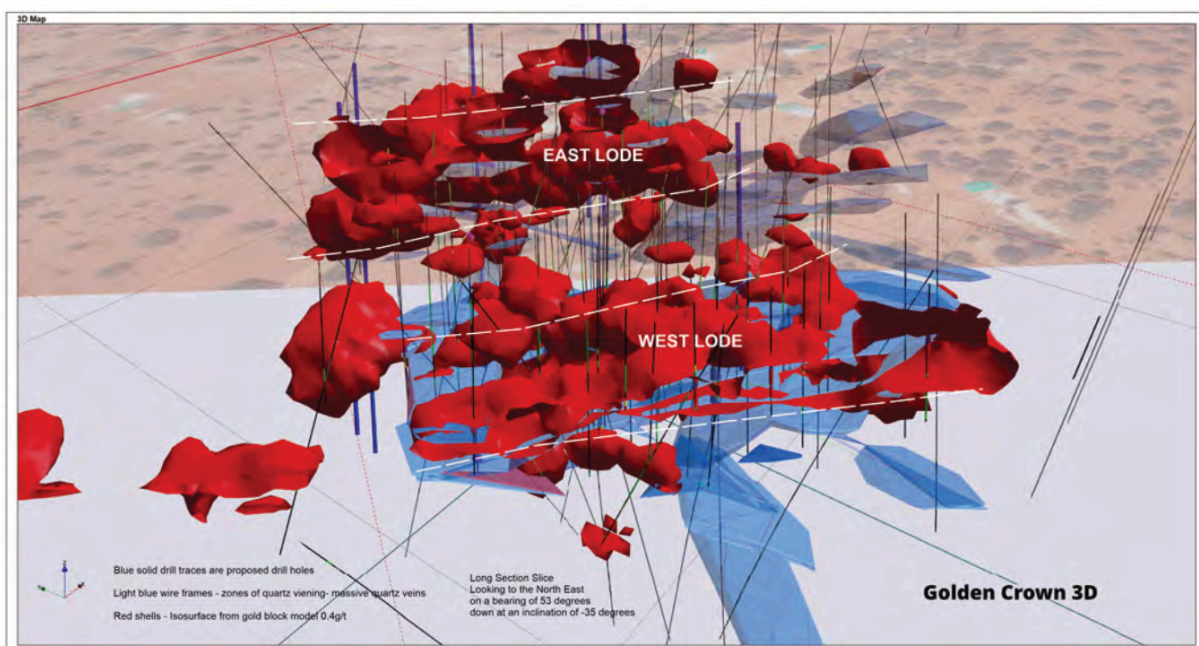 3D Map
EAST LODE
WEST LODE
Blue solid drill traces are proposed drill holes
Light blue wire frames - zones of quartz viening- massive quartz veins
Red shells - Isosurface from gold block model 0.4g/t
Long Section Slice
Looking to the North East
on a bearing of 53 degrees
down at an inclination of -35 degrees
Golden Crown 3D